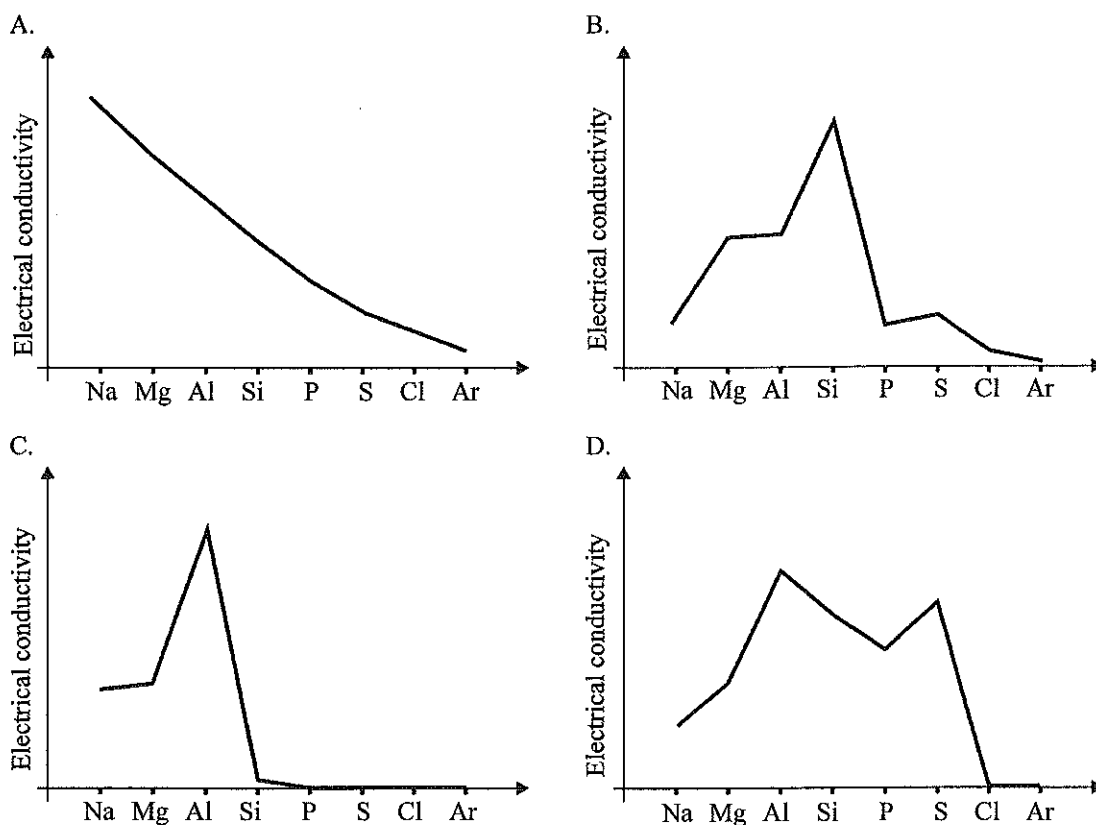 A.
Electrical conductivity
Na Mg Al Si P S Cl Ar
B.
Electrical conductivity
Na Mg Al Si P S Cl Ar
C.
Electrical conductivity
Na Mg Al Si P S Cl Ar
D.
Electrical conductivity
Na Mg Al Si P S Cl Ar